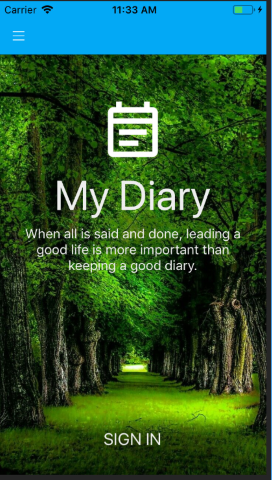 Carrier 11:33 AM
My Diary
When all is said and done, leading a
good life is more important than
keeping a good diary.
SIGN IN